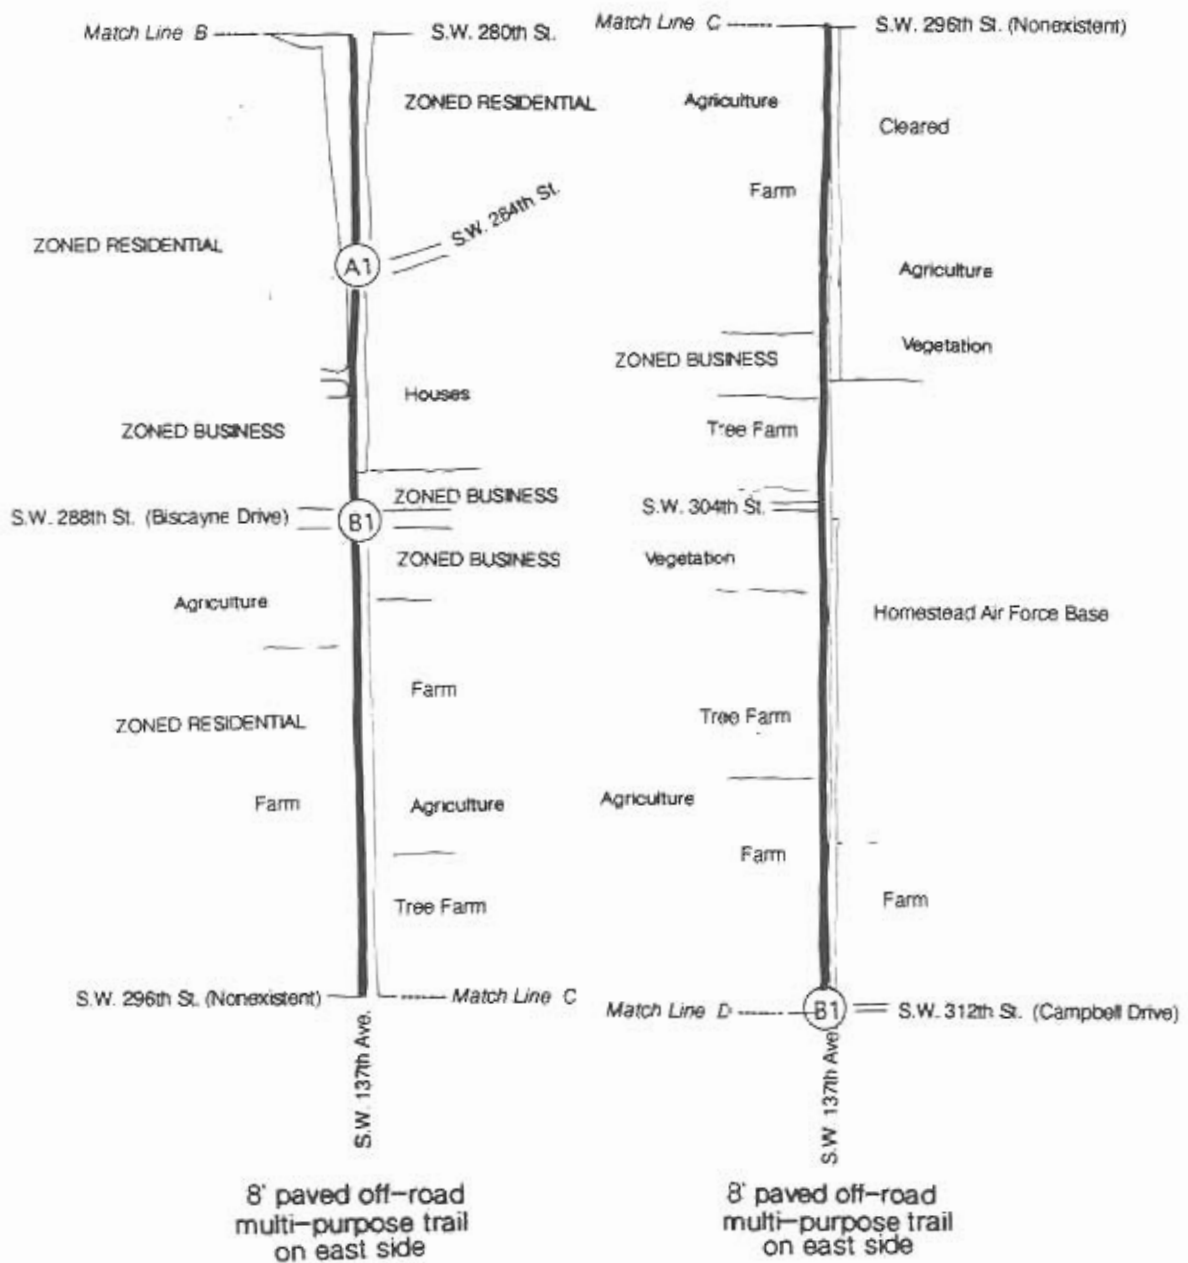 Match Line B
S.W. 280th St.
ZONED RESIDENTIAL
S.W. 284th St.
ZONED RESIDENTIAL
A1
Houses
ZONED BUSINESS
ZONED BUSINESS
S.W. 288th St. (Biscayne Drive)
B1
ZONED BUSINESS
Agriculture
Farm
ZONED RESIDENTIAL
Farm
Agriculture
Tree Farm
S.W. 296th St. (Nonexistent)
Match Line C
S.W. 137th Ave.
8' paved off-road
multi-purpose trail
on east side
Match Line C
S.W. 296th St. (Nonexistent)
Agriculture
Cleared
Farm
Agriculture
Vegetation
ZONED BUSINESS
Tree Farm
S.W. 304th St.
Vegetation
Homestead Air Force Base
Tree Farm
Agriculture
Farm
Farm
Match Line D
B1
S.W. 312th St. (Campbell Drive)
S.W. 137th Ave.
8' paved off-road
multi-purpose trail
on east side